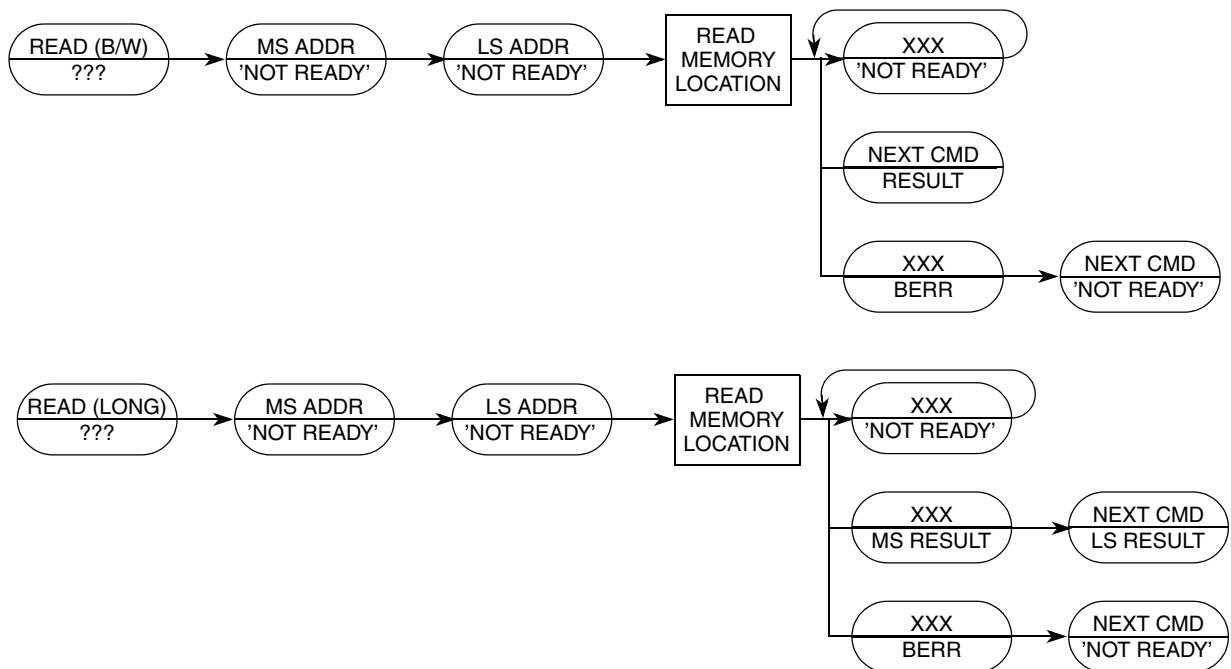 READ (B/W)
???
MS ADDR
'NOT READY'
LS ADDR
'NOT READY'
READ
MEMORY
LOCATION
XXX
'NOT READY'
NEXT CMD
RESULT
XXX
BERR
NEXT CMD
'NOT READY'
READ (LONG)
???
MS ADDR
'NOT READY'
LS ADDR
'NOT READY'
READ
MEMORY
LOCATION
XXX
'NOT READY'
XXX
MS RESULT
NEXT CMD
LS RESULT
XXX
BERR
NEXT CMD
'NOT READY'